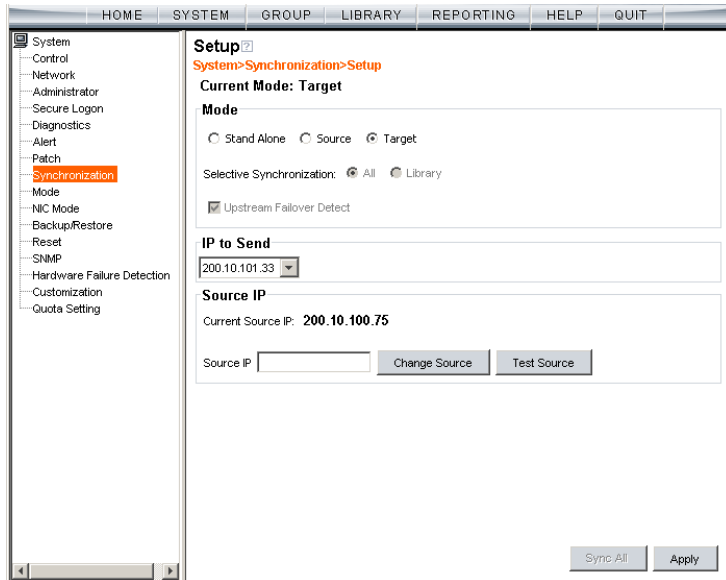 HOME SYSTEM GROUP LIBRARY REPORTING HELP QUIT
System
Control
Network
Administrator
Secure Logon
Diagnostics
Alert
Patch
Synchronization
Mode
NIC Mode
Backup/Restore
Reset
SNMP
Hardware Failure Detection
Customization
Quota Setting
Setup ?
System>Synchronization>Setup
Current Mode: Target
Mode
Stand Alone Source Target
Selective Synchronization: All Library
Upstream Failover Detect
IP to Send
200.10.101.33
Source IP
Current Source IP: 200.10.100.75
Source IP Change Source Test Source
Sync All Apply